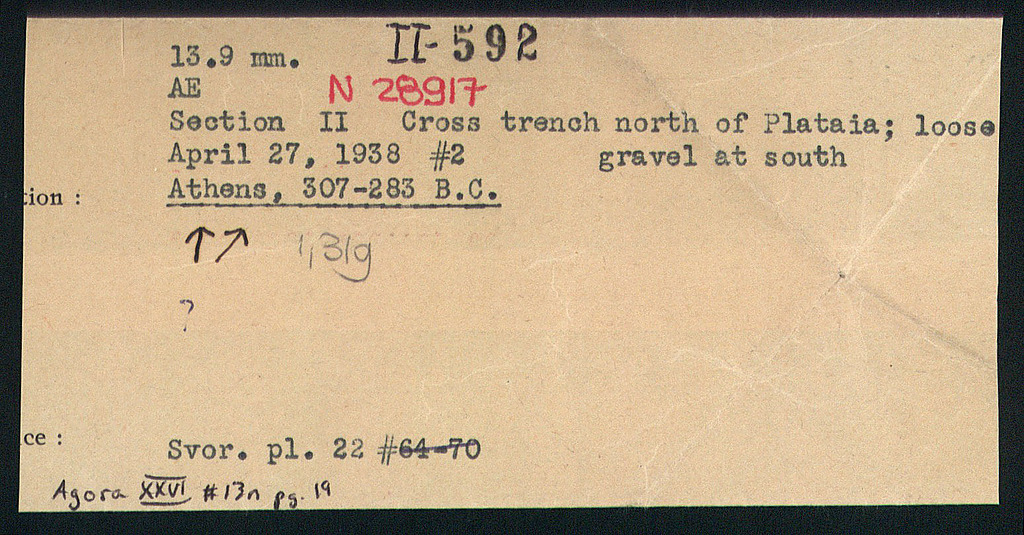 13.9 mm. II-592
AE N 28917
Section II Cross trench north of Plataia; loose
April 27, 1938 #2 gravel at south
tion : Athens, 307-283 B.C.
↑↗ 1,31g
?
ce : Svor. pl. 22 #64-70
Agora XXVI #13n pg. 19